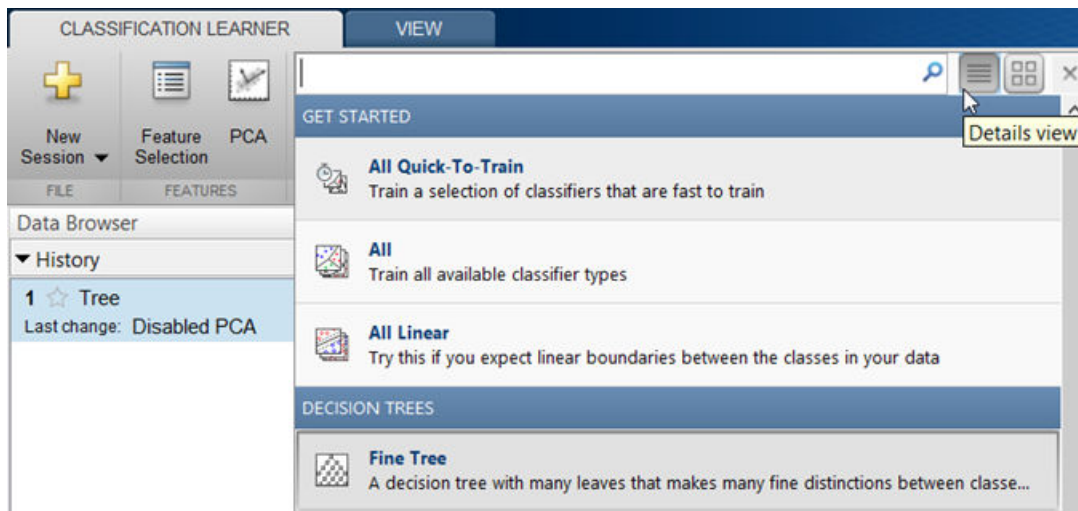 CLASSIFICATION LEARNER
VIEW
New
Session
Feature
Selection
PCA
FILE
FEATURES
Details view
GET STARTED
All Quick-To-Train
Train a selection of classifiers that are fast to train
All
Train all available classifier types
All Linear
Try this if you expect linear boundaries between the classes in your data
DECISION TREES
Fine Tree
A decision tree with many leaves that makes many fine distinctions between classe...
Data Browser
History
1 Tree
Last change: Disabled PCA